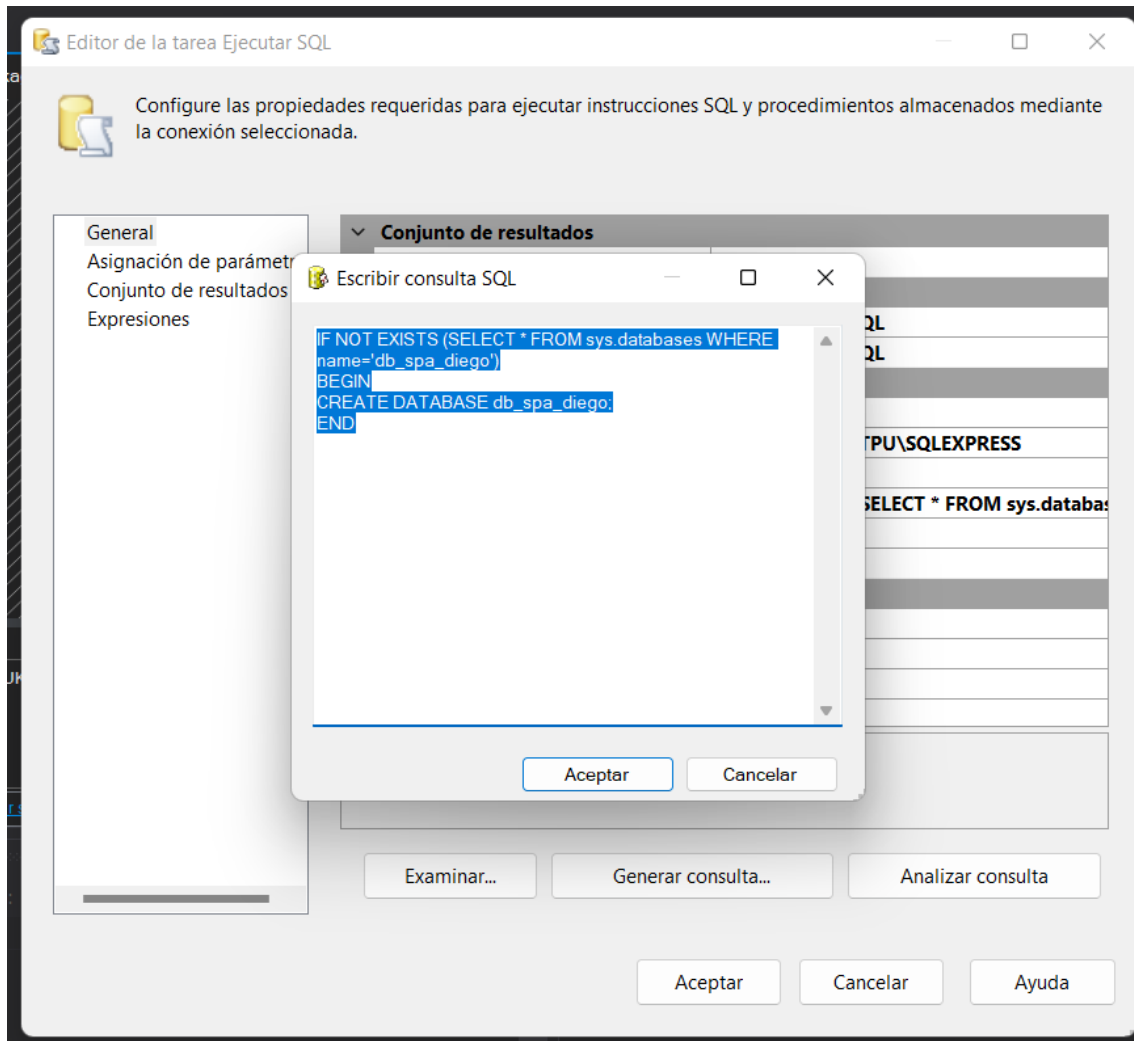 Editor de la tarea Ejecutar SQL
Configure las propiedades requeridas para ejecutar instrucciones SQL y procedimientos almacenados mediante
la conexión seleccionada.
General
Asignación de parámetr
Conjunto de resultados
Expresiones
Conjunto de resultados
Escribir consulta SQL
IF NOT EXISTS (SELECT * FROM sys.databases WHERE
name='db_spa_diego')
BEGIN
CREATE DATABASE db_spa_diego;
END
Aceptar Cancelar
QL
QL
TPU\SQLEXPRESS
SELECT * FROM sys.databas
Examinar... Generar consulta... Analizar consulta
Aceptar Cancelar Ayuda